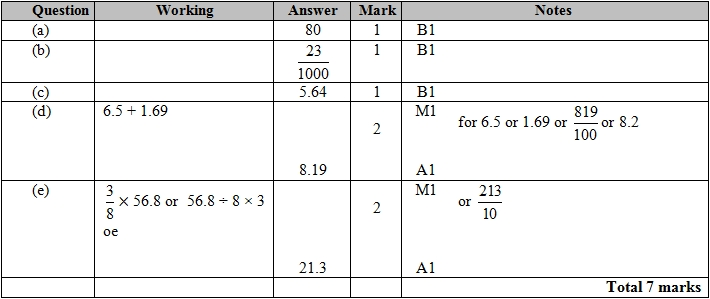 Question Working Answer Mark Notes
(a) 80 1 B1
(b) 23/1000 1 B1
(c) 5.64 1 B1
(d) 6.5 + 1.69 2 M1 for 6.5 or 1.69 or 819/100 or 8.2
8.19 A1
(e) 3/8 × 56.8 or 56.8 ÷ 8 × 3 2 M1 or 213/10
oe
21.3 A1
Total 7 marks